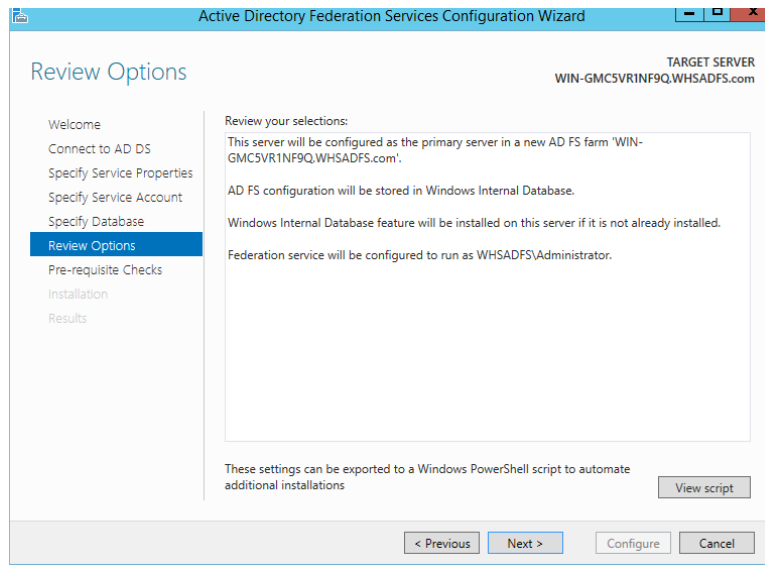 Active Directory Federation Services Configuration Wizard
Review Options
TARGET SERVER
WIN-GMC5VR1NF9Q.WHSADFS.com
Welcome
Connect to AD DS
Specify Service Properties
Specify Service Account
Specify Database
Review Options
Pre-requisite Checks
Installation
Results
Review your selections:
This server will be configured as the primary server in a new AD FS farm 'WIN-
GMC5VR1NF9Q.WHSADFS.com'.
AD FS configuration will be stored in Windows Internal Database.
Windows Internal Database feature will be installed on this server if it is not already installed.
Federation service will be configured to run as WHSADFS\Administrator.
These settings can be exported to a Windows PowerShell script to automate
additional installations
View script
< Previous
Next >
Configure
Cancel